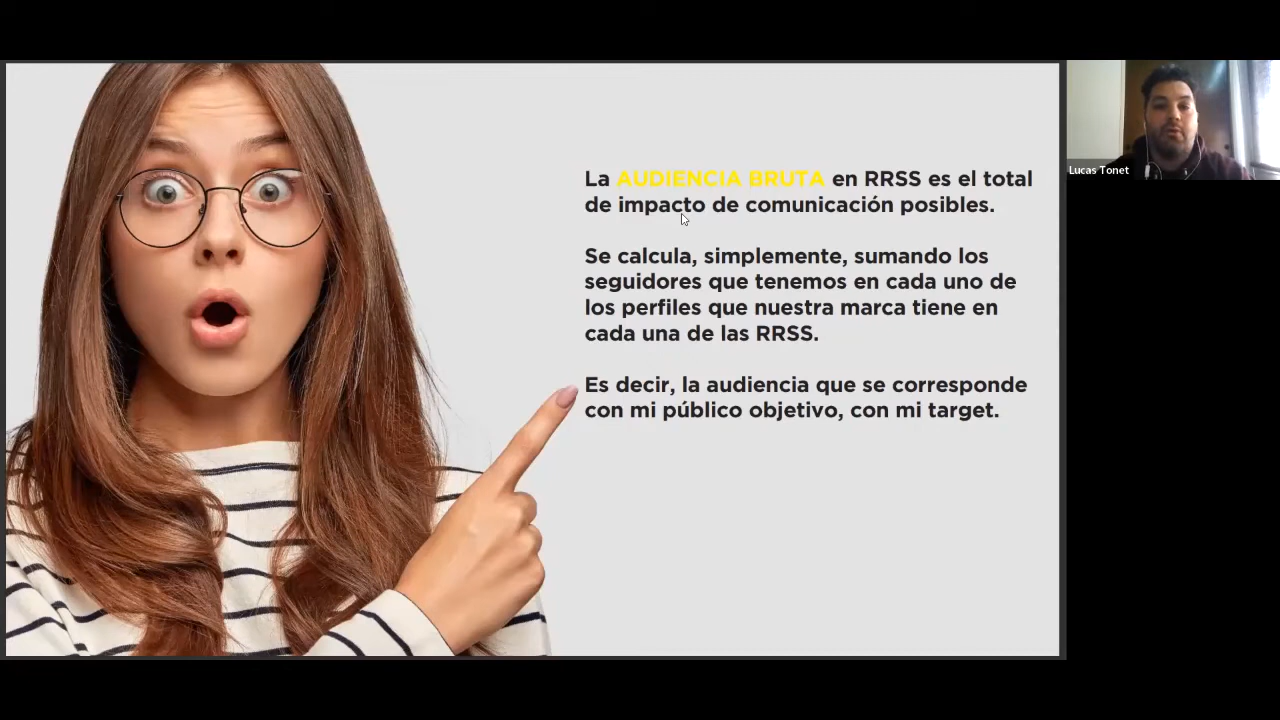 La AUDIENCIA BRUTA en RRSS es el total
de impacto de comunicación posibles.
Se calcula, simplemente, sumando los
seguidores que tenemos en cada uno de
los perfiles que nuestra marca tiene en
cada una de las RRSS.
Es decir, la audiencia que se corresponde
con mi público objetivo, con mi target.
Lucas Tonet